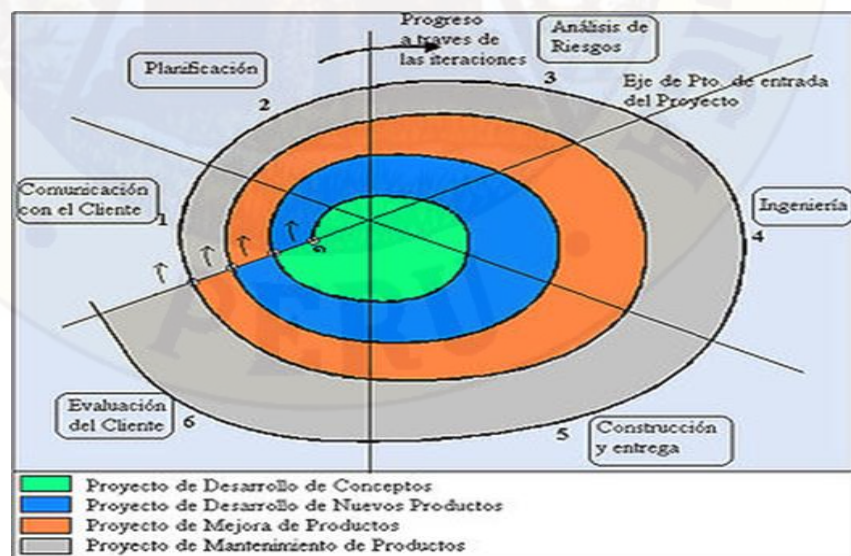 Progreso
a traves de
las iteraciones
Análisis de
Riesgos
Planificación
2
3
Eje de Pto. de entrada
del Proyecto
Comunicación
con el Cliente
1
Ingeniería
4
PERU
Evaluación
del Cliente
6
5
Construcción
y entrega
Proyecto de Desarrollo de Conceptos
Proyecto de Desarrollo de Nuevos Productos
Proyecto de Mejora de Productos
Proyecto de Mantenimiento de Productos